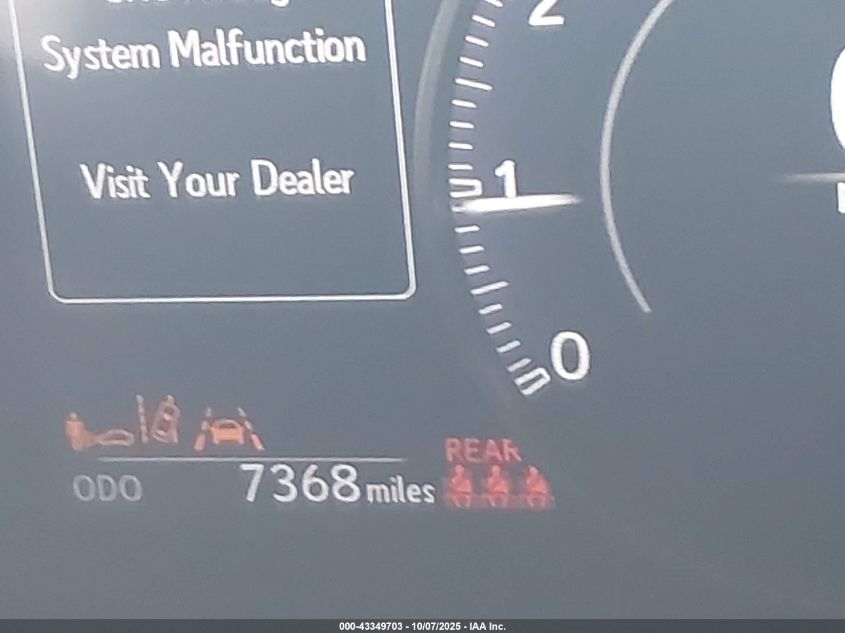 System Malfunction
Visit Your Dealer
2
1
0
REAR
ODO 7368 miles
000-43349703 - 10/07/2025 - IAA Inc.